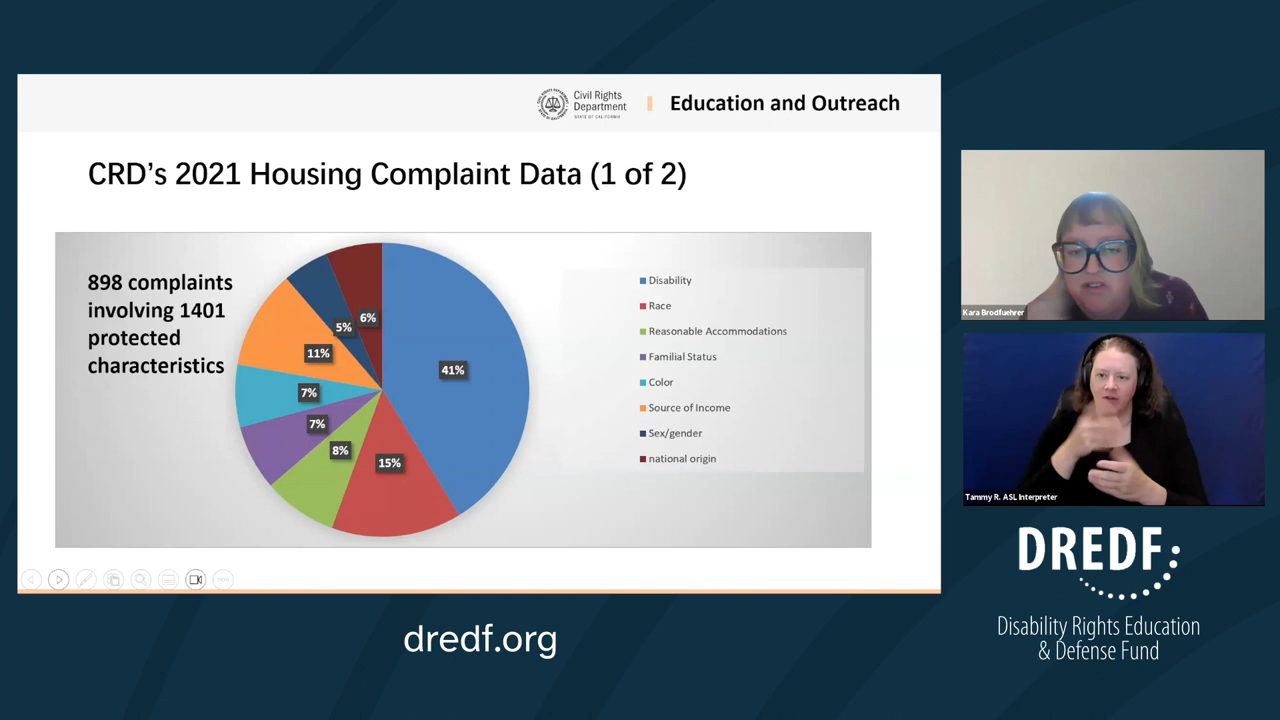 Civil Rights
Department
STATE OF CALIFORNIA
Education and Outreach
CRD’s 2021 Housing Complaint Data (1 of 2)
898 complaints
involving 1401
protected
characteristics
41%
15%
8%
7%
7%
11%
5%
6%
Disability
Race
Reasonable Accommodations
Familial Status
Color
Source of Income
Sex/gender
national origin
Kara Brodfuehrer
Tammy R. ASL Interpreter
DREDF
Disability Rights Education
& Defense Fund
dredf.org